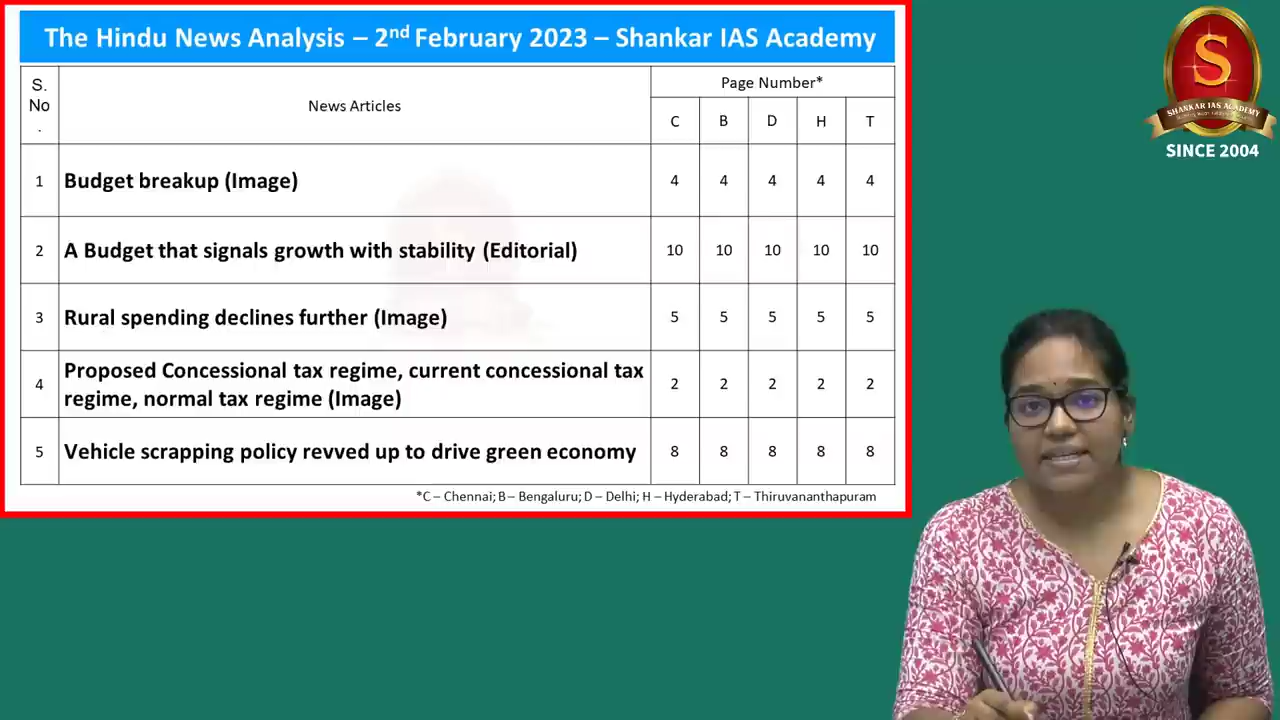 The Hindu News Analysis – 2nd February 2023 – Shankar IAS Academy
S. No . News Articles Page Number*
C B D H T
1 Budget breakup (Image) 4 4 4 4 4
2 A Budget that signals growth with stability (Editorial) 10 10 10 10 10
3 Rural spending declines further (Image) 5 5 5 5 5
4 Proposed Concessional tax regime, current concessional tax
regime, normal tax regime (Image) 2 2 2 2 2
5 Vehicle scrapping policy revved up to drive green economy 8 8 8 8 8
*C – Chennai; B – Bengaluru; D – Delhi; H – Hyderabad; T – Thiruvananthapuram
S
SHANKAR IAS ACADEMY
SINCE 2004